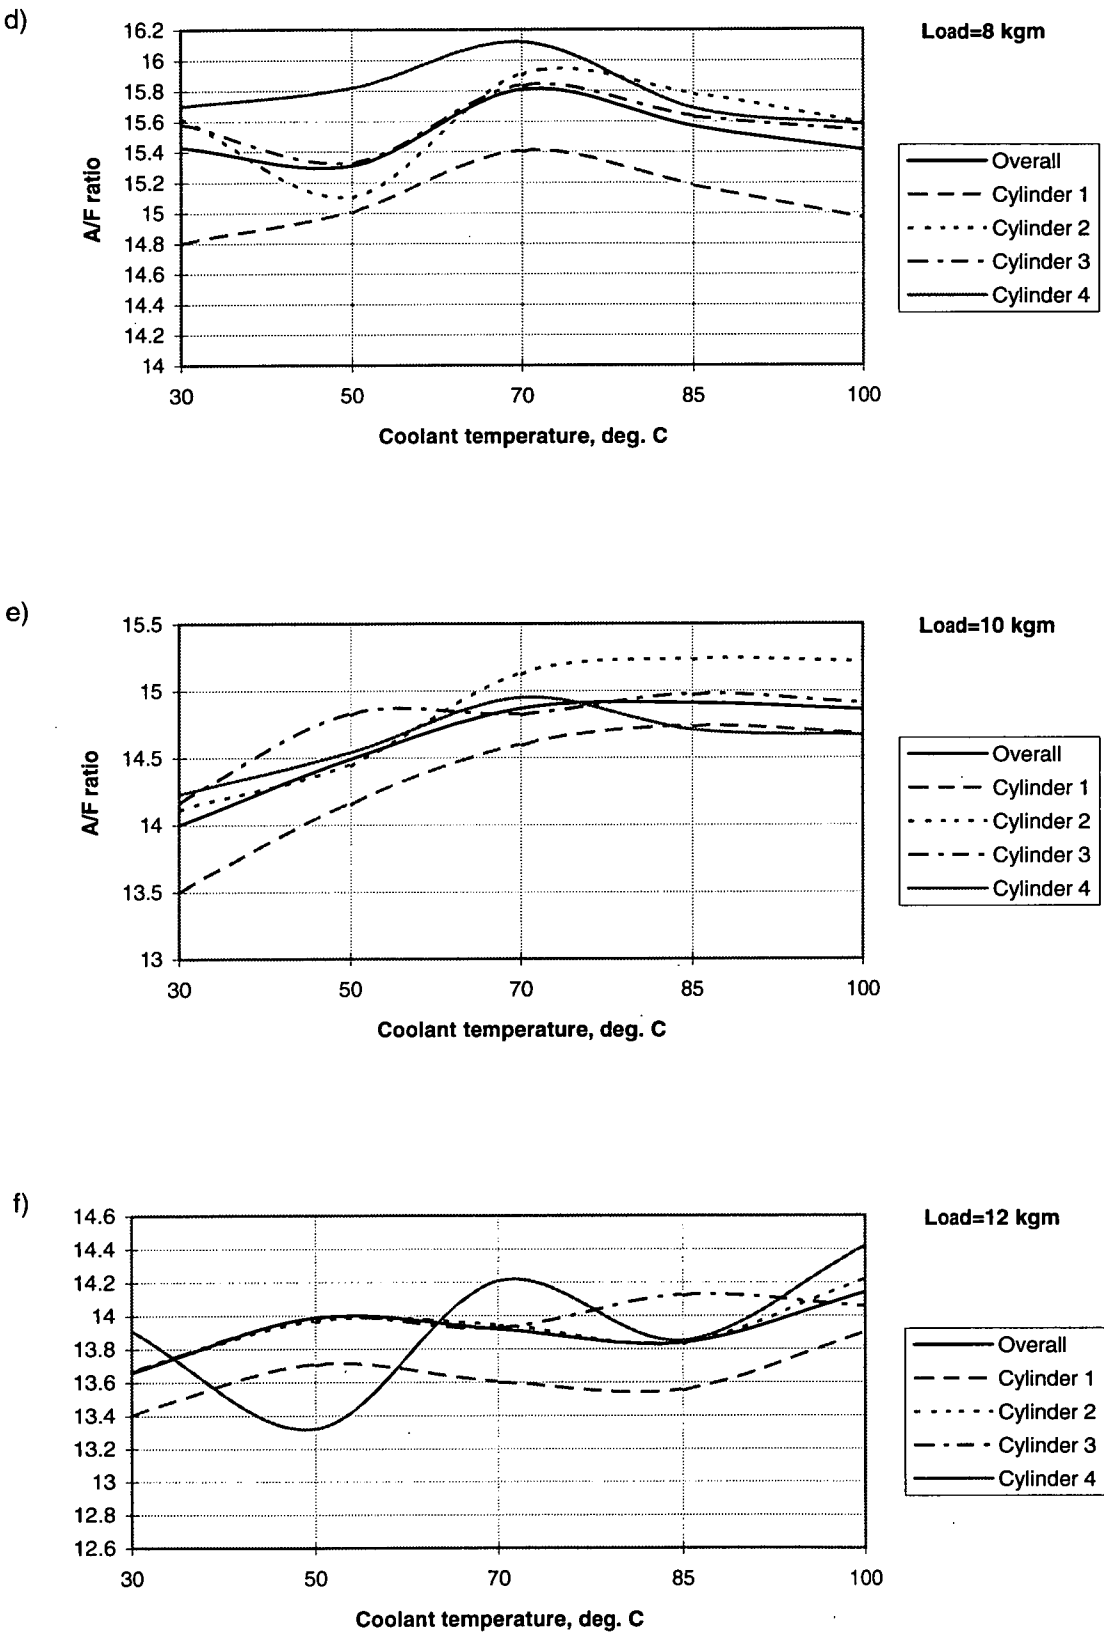 d)
Load=8 kgm
16.2
16
15.8
15.6
15.4
15.2
15
14.8
14.6
14.4
14.2
14
A/F ratio
30 50 70 85 100
Coolant temperature, deg. C
Overall
Cylinder 1
Cylinder 2
Cylinder 3
Cylinder 4
e)
Load=10 kgm
15.5
15
14.5
14
13.5
13
A/F ratio
30 50 70 85 100
Coolant temperature, deg. C
Overall
Cylinder 1
Cylinder 2
Cylinder 3
Cylinder 4
f)
Load=12 kgm
14.6
14.4
14.2
14
13.8
13.6
13.4
13.2
13
12.8
12.6
30 50 70 85 100
Coolant temperature, deg. C
Overall
Cylinder 1
Cylinder 2
Cylinder 3
Cylinder 4